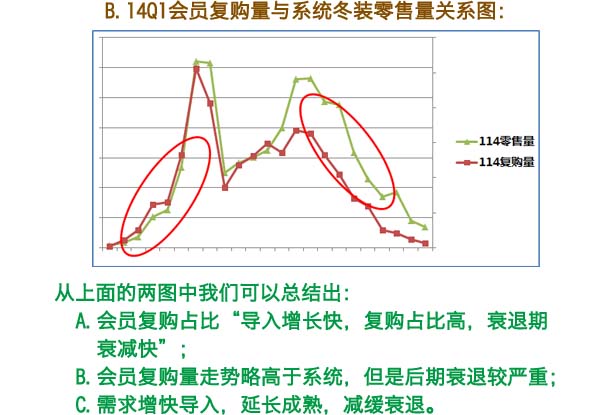 B. 14Q1会员复购量与系统冬装零售量关系图：
114零售量
114复购量
从上面的两图中我们可以总结出：
A. 会员复购占比“导入增长快，复购占比高，衰退期
衰减快”；
B. 会员复购量走势略高于系统，但是后期衰退较严重；
C. 需求增快导入，延长成熟，减缓衰退。